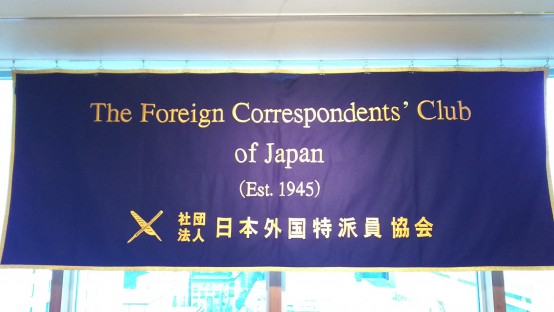 The Foreign Correspondents' Club
of Japan
(Est. 1945)
社団法人 日本外国特派員協会